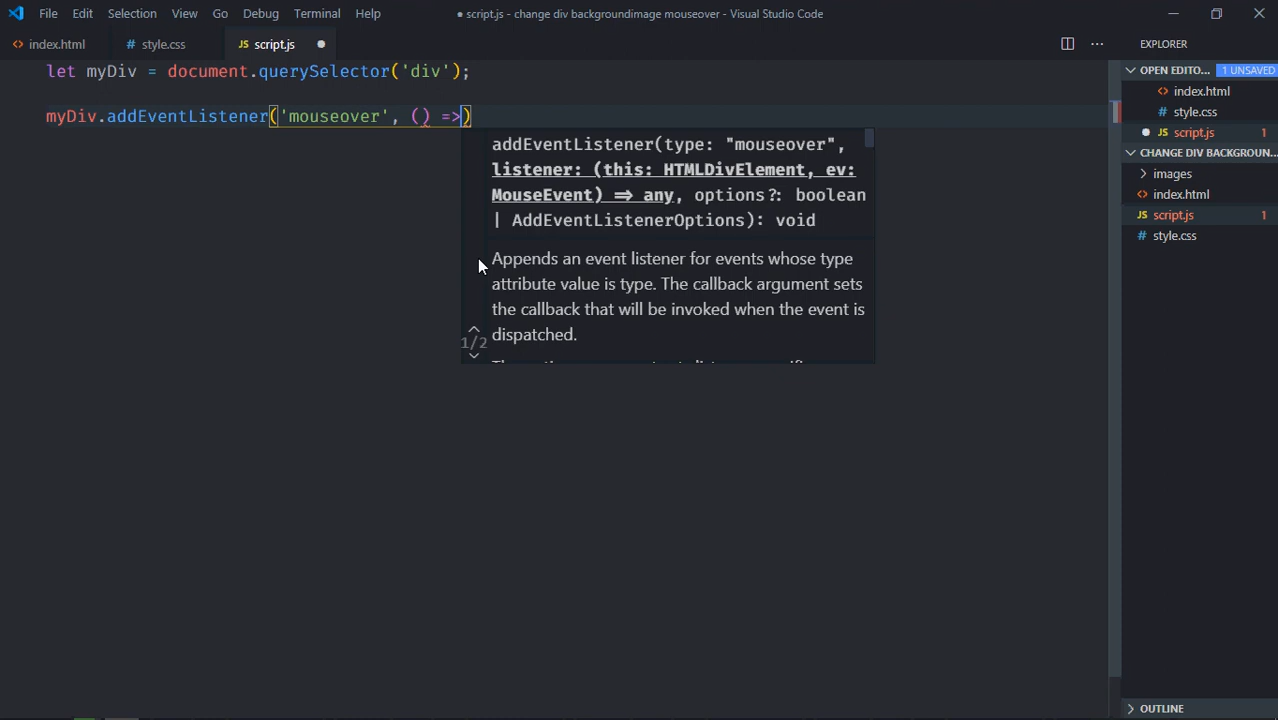 File Edit Selection View Go Debug Terminal Help ● script.js - change div backgroundimage mouseover - Visual Studio Code
<> index.html # style.css JS script.js ● ··· EXPLORER
let myDiv = document.querySelector('div');
myDiv.addEventListener('mouseover', () =>)
addEventListener(type: "mouseover",
listener: (this: HTMLDivElement, ev:
MouseEvent) => any, options?: boolean
| AddEventListenerOptions): void
Appends an event listener for events whose type
attribute value is type. The callback argument sets
the callback that will be invoked when the event is
dispatched.
1/2
OPEN EDITO... 1 UNSAVED
<> index.html
# style.css
● JS script.js 1
CHANGE DIV BACKGROUN...
images
<> index.html
JS script.js 1
# style.css
OUTLINE